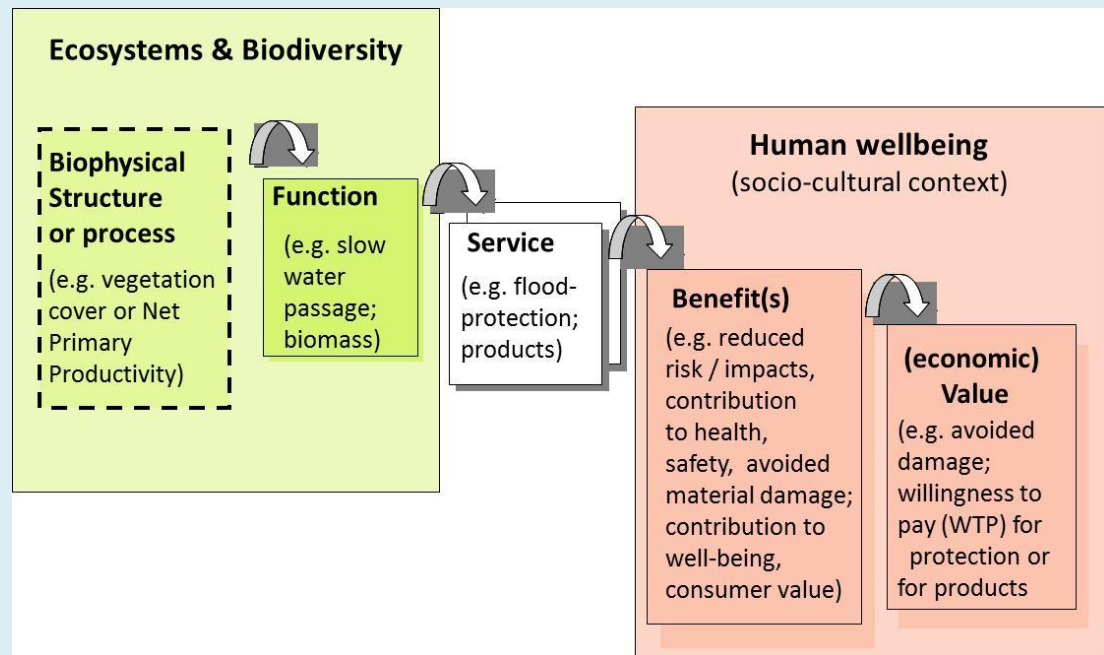 Ecosystems & Biodiversity
Biophysical
Structure
or process
(e.g. vegetation
cover or Net
Primary
Productivity)
Function
(e.g. slow
water
passage;
biomass)
Service
(e.g. flood-
protection;
products)
Human wellbeing
(socio-cultural context)
Benefit(s)
(e.g. reduced
risk / impacts,
contribution
to health,
safety, avoided
material damage;
contribution to
well-being,
consumer value)
(economic)
Value
(e.g. avoided
damage;
willingness to
pay (WTP) for
protection or
for products